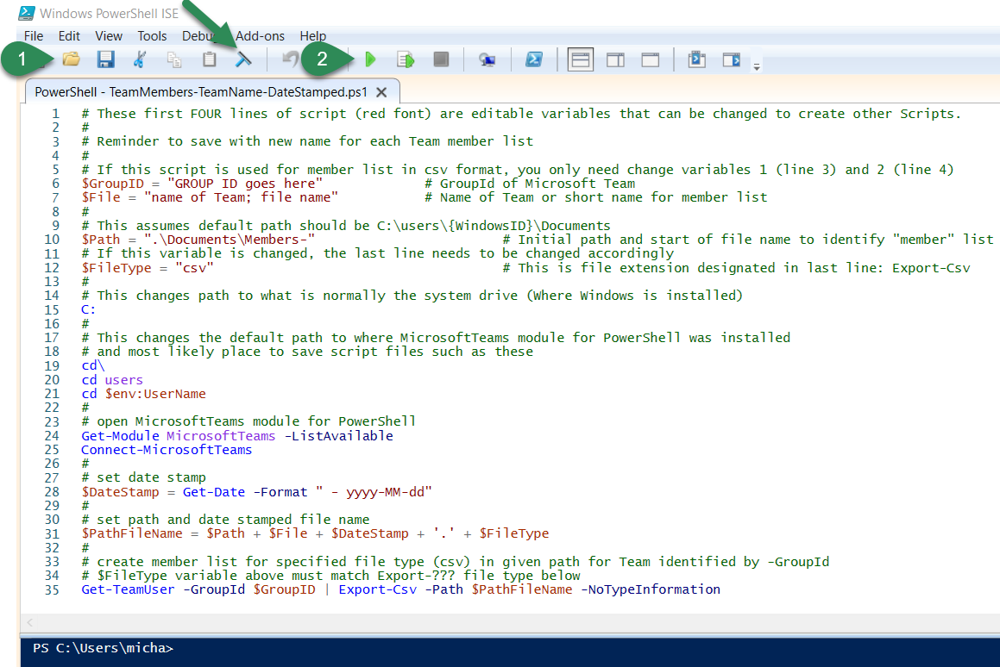 Windows PowerShell ISE
File Edit View Tools Debug Add-ons Help
1 2
PowerShell - TeamMembers-TeamName-DateStamped.ps1
1 # These first FOUR lines of script (red font) are editable variables that can be changed to create other Scripts.
2 #
3 # Reminder to save with new name for each Team member list
4 #
5 # If this script is used for member list in csv format, you only need change variables 1 (line 3) and 2 (line 4)
6 $GroupID = "GROUP ID goes here" # GroupId of Microsoft Team
7 $File = "name of Team; file name" # Name of Team or short name for member list
8 #
9 # This assumes default path should be C:\users\{WindowsID}\Documents
10 $Path = ".\Documents\Members-" # Initial path and start of file name to identify "member" list
11 # If this variable is changed, the last line needs to be changed accordingly
12 $FileType = "csv" # This is file extension designated in last line: Export-Csv
13 #
14 # This changes path to what is normally the system drive (Where Windows is installed)
15 C:
16 #
17 # This changes the default path to where MicrosoftTeams module for PowerShell was installed
18 # and most likely place to save script files such as these
19 cd\
20 cd users
21 cd $env:UserName
22 #
23 # open MicrosoftTeams module for PowerShell
24 Get-Module MicrosoftTeams -ListAvailable
25 Connect-MicrosoftTeams
26 #
27 # set date stamp
28 $DateStamp = Get-Date -Format " - yyyy-MM-dd"
29 #
30 # set path and date stamped file name
31 $PathFileName = $Path + $File + $DateStamp + '.' + $FileType
32 #
33 # create member list for specified file type (csv) in given path for Team identified by -GroupId
34 # $FileType variable above must match Export-??? file type below
35 Get-TeamUser -GroupId $GroupID | Export-Csv -Path $PathFileName -NoTypeInformation
PS C:\Users\micha>